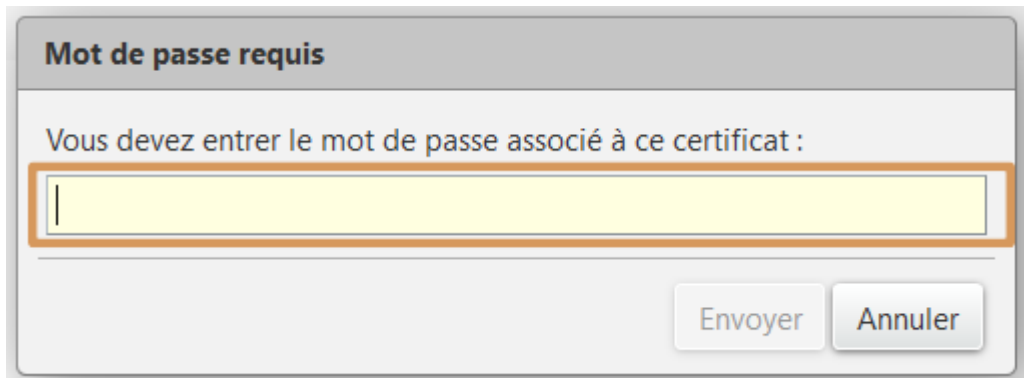 Mot de passe requis
Vous devez entrer le mot de passe associé à ce certificat :
Envoyer Annuler